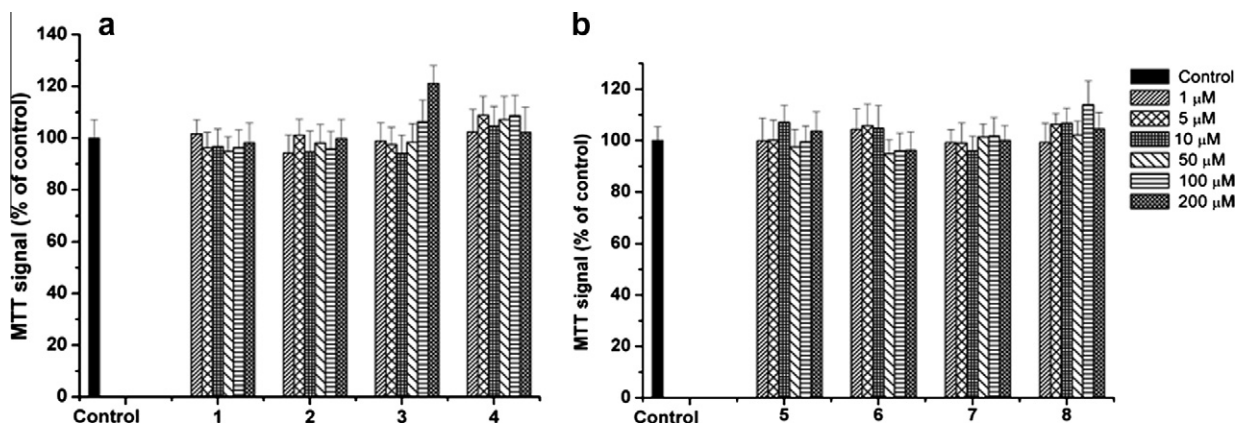 a
MTT signal (% of control)
140
120
100
80
60
40
20
0
Control 1 2 3 4
b
MTT signal (% of control)
120
100
80
60
40
20
0
Control 5 6 7 8
Control
1 μM
5 μM
10 μM
50 μM
100 μM
200 μM